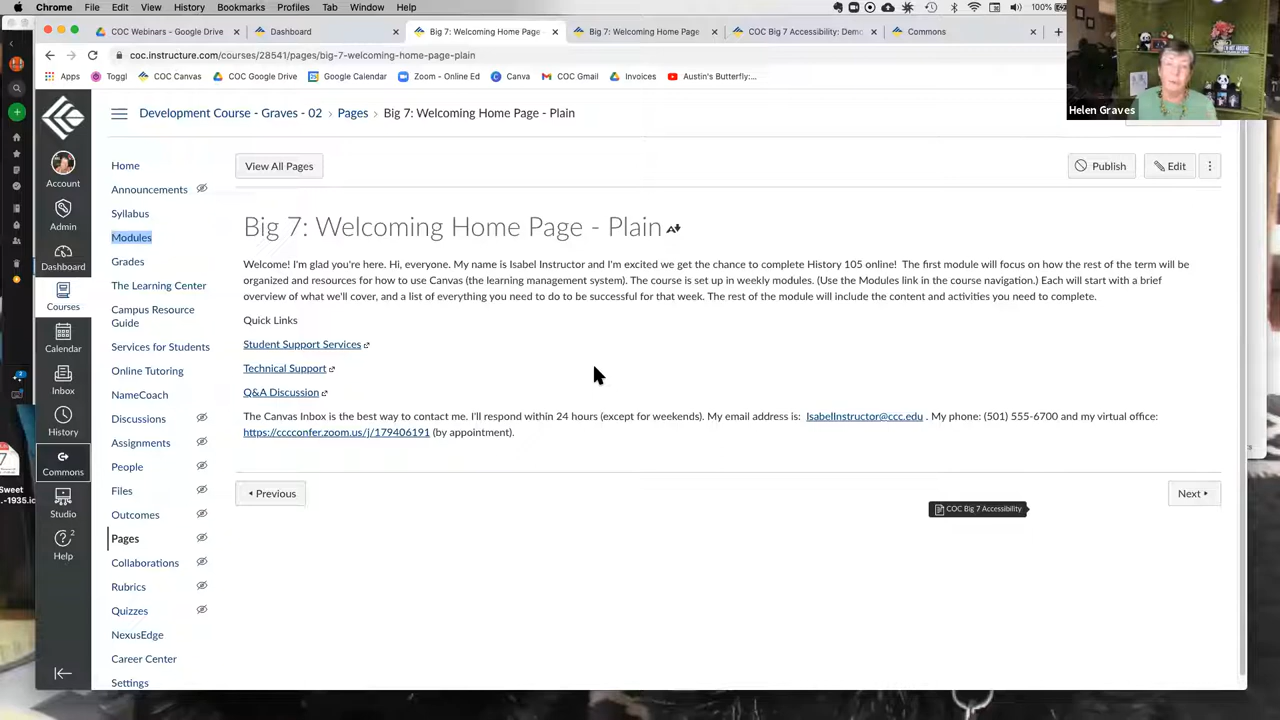 Chrome File Edit View History Bookmarks Profiles Tab Window Help
100%
COC Webinars - Google Drive
Dashboard
Big 7: Welcoming Home Page
Big 7: Welcoming Home Page
COC Big 7 Accessibility: Demo
Commons
coc.instructure.com/courses/28541/pages/big-7-welcoming-home-page-plain
Apps Toggl COC Canvas COC Google Drive Google Calendar Zoom - Online Ed Canva COC Gmail Invoices Austin's Butterfly:...
Helen Graves
Development Course - Graves - 02 › Pages › Big 7: Welcoming Home Page - Plain
Account
Admin
Dashboard
Courses
Calendar
Inbox
History
Commons
Studio
2
Help
Sweet
...-1935.ic
Home
Announcements
Syllabus
Modules
Grades
The Learning Center
Campus Resource
Guide
Services for Students
Online Tutoring
NameCoach
Discussions
Assignments
People
Files
Outcomes
Pages
Collaborations
Rubrics
Quizzes
NexusEdge
Career Center
Settings
View All Pages
Publish
Edit
Big 7: Welcoming Home Page - Plain
Welcome! I'm glad you're here. Hi, everyone. My name is Isabel Instructor and I'm excited we get the chance to complete History 105 online! The first module will focus on how the rest of the term will be
organized and resources for how to use Canvas (the learning management system). The course is set up in weekly modules. (Use the Modules link in the course navigation.) Each will start with a brief
overview of what we'll cover, and a list of everything you need to do to be successful for that week. The rest of the module will include the content and activities you need to complete.
Quick Links
Student Support Services
Technical Support
Q&A Discussion
The Canvas Inbox is the best way to contact me. I'll respond within 24 hours (except for weekends). My email address is: IsabelInstructor@ccc.edu . My phone: (501) 555-6700 and my virtual office:
https://cccconfer.zoom.us/j/179406191 (by appointment).
Previous
Next
COC Big 7 Accessibility